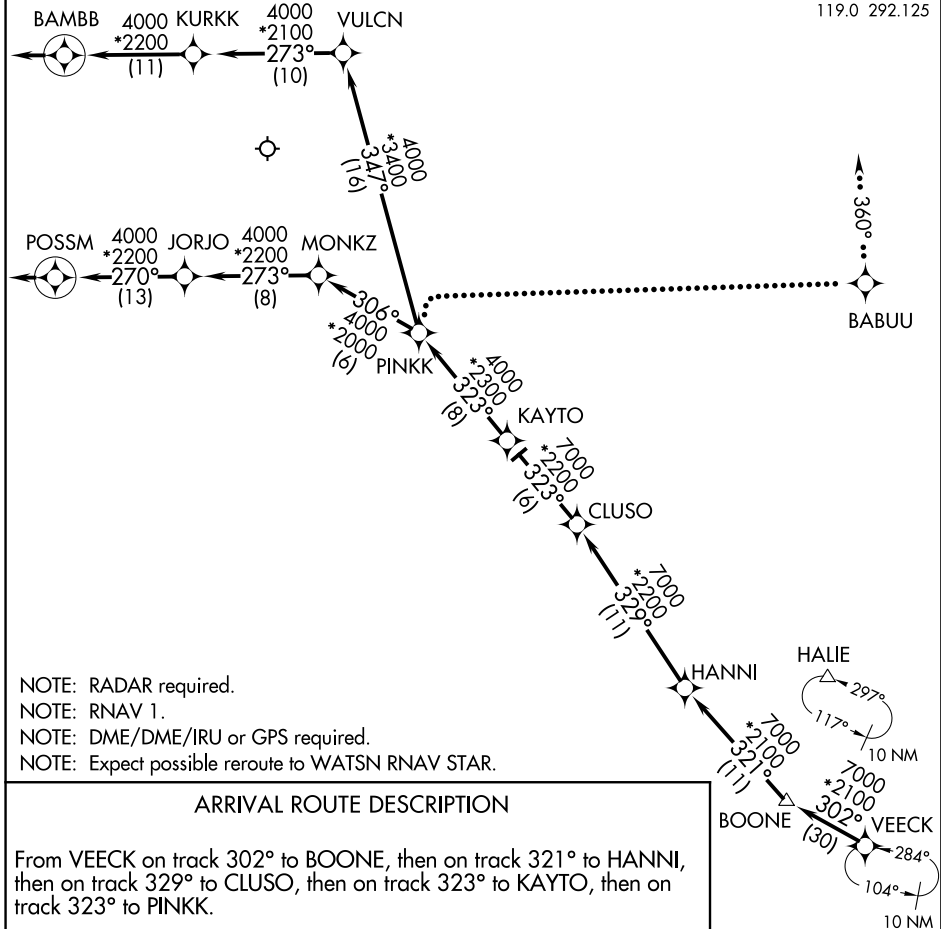 119.0 292.125
BAMBB
4000
*2200
(11)
KURKK
4000
*2100
273°
(10)
VULCN
4000
*3400
347°
(16)
POSSM
4000
*2200
270°
(13)
JORJO
4000
*2200
273°
(8)
MONKZ
306°
4000
*2000
(6)
PINKK
360°
BABUU
4000
*2300
323°
(8)
KAYTO
7000
*2200
323°
(6)
CLUSO
7000
*2200
329°
(11)
HANNI
HALIE
297°
117°
10 NM
7000
*2100
321°
(11)
BOONE
7000
*2100
302°
(30)
VEECK
284°
104°
10 NM
NOTE: RADAR required.
NOTE: RNAV 1.
NOTE: DME/DME/IRU or GPS required.
NOTE: Expect possible reroute to WATSN RNAV STAR.
ARRIVAL ROUTE DESCRIPTION
From VEECK on track 302° to BOONE, then on track 321° to HANNI,
then on track 329° to CLUSO, then on track 323° to KAYTO, then on
track 323° to PINKK.